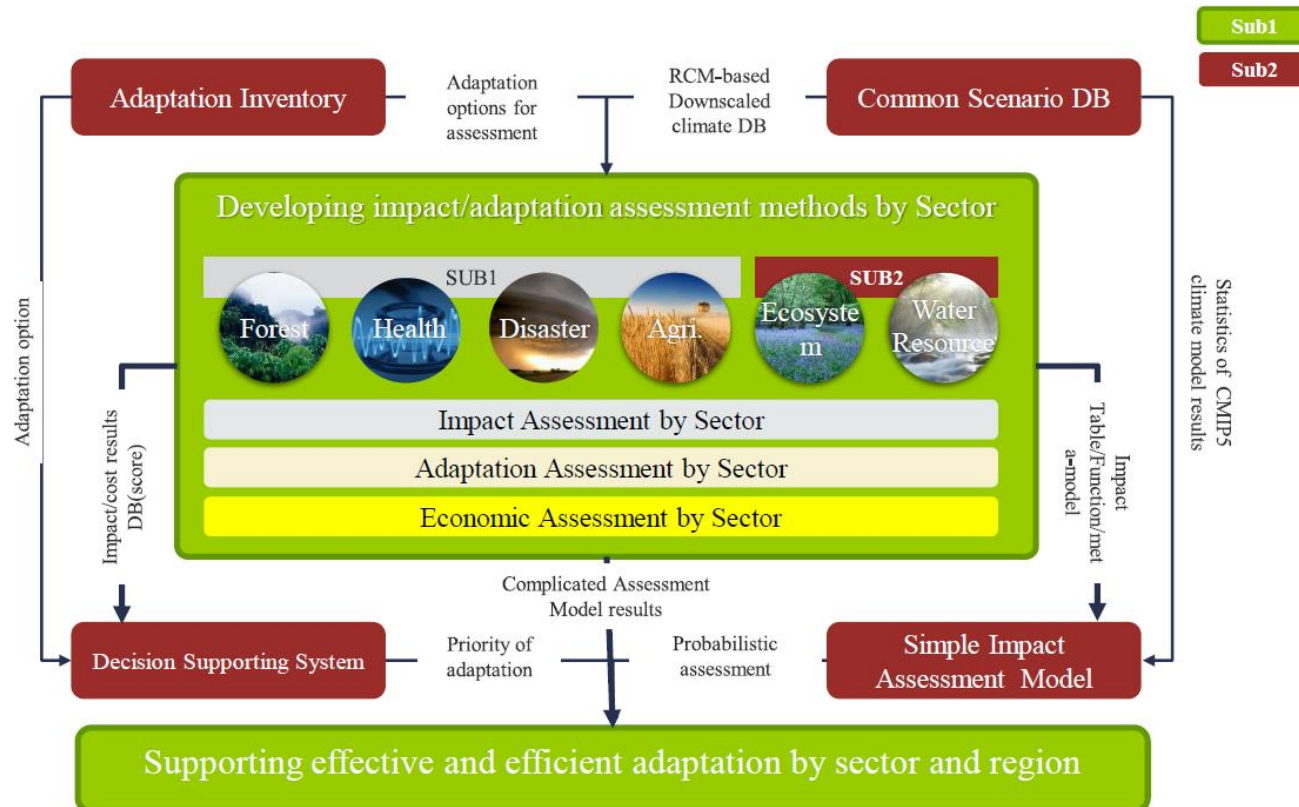 Sub1
Sub2
Adaptation Inventory
Adaptation
options for
assessment
RCM-based
Downscaled
climate DB
Common Scenario DB
Developing impact/adaptation assessment methods by Sector
SUB1
SUB2
Forest
Health
Disaster
Agri.
Ecosyste
m
Water
Resource
Impact Assessment by Sector
Adaptation Assessment by Sector
Economic Assessment by Sector
Adaptation option
Impact/cost results
DB(score)
Impact
Table/Function/met
a-model
Statistics of CMIP5
climate model results
Complicated Assessment
Model results
Decision Supporting System
Priority of
adaptation
Probabilistic
assessment
Simple Impact
Assessment Model
Supporting effective and efficient adaptation by sector and region